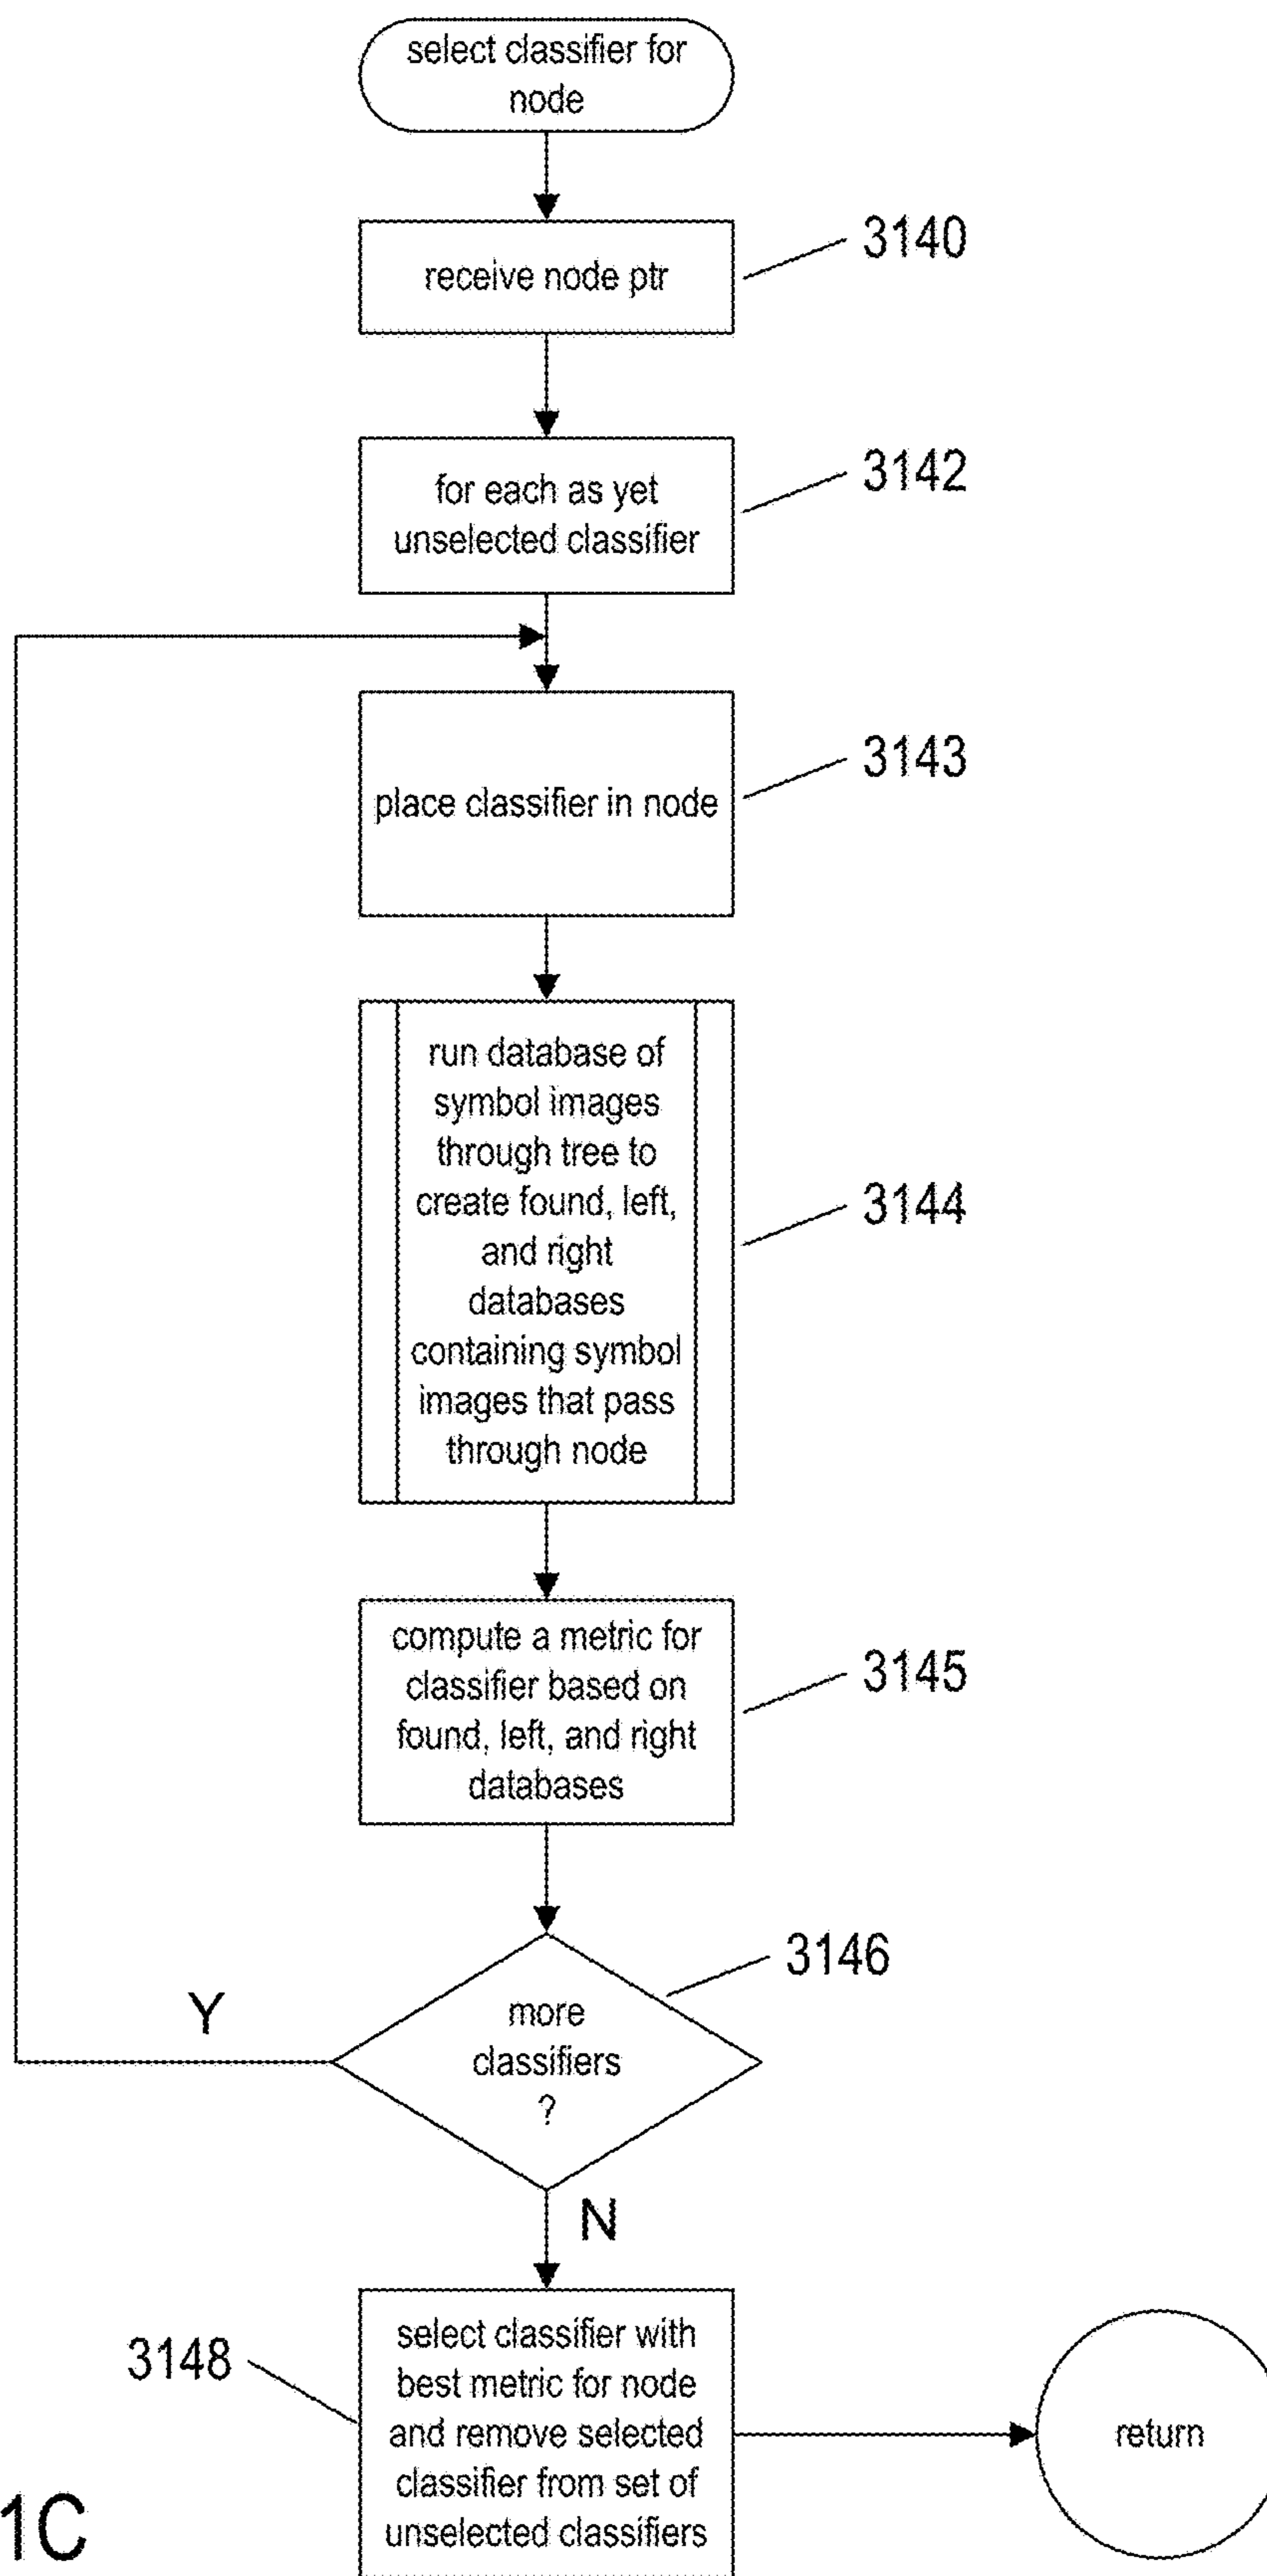 select classifier for
node
receive node ptr
3140
for each as yet
unselected classifier
3142
place classifier in node
3143
run database of
symbol images
through tree to
create found, left,
and right
databases
containing symbol
images that pass
through node
3144
compute a metric for
classifier based on
found, left, and right
databases
3145
more
classifiers
?
3146
Y
N
3148
select classifier with
best metric for node
and remove selected
classifier from set of
unselected classifiers
return
1C